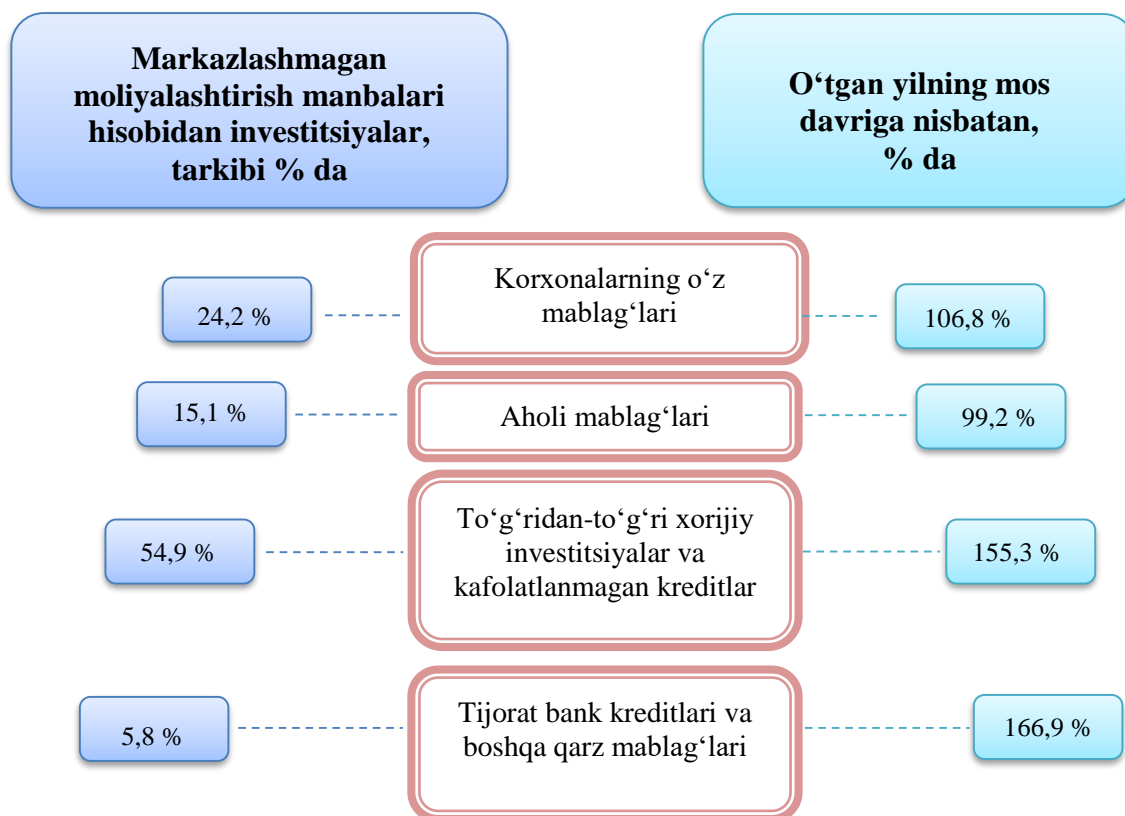 Markazlashmagan
moliyalashtirish manbalari
hisobidan investitsiyalar,
tarkibi % da
O‘tgan yilning mos
davriga nisbatan,
% da
24,2 %
Korxonalarning o‘z
mablag‘lari
106,8 %
15,1 %
Aholi mablag‘lari
99,2 %
54,9 %
To‘g‘ridan-to‘g‘ri xorijiy
investitsiyalar va
kafolatlanmagan kreditlar
155,3 %
5,8 %
Tijorat bank kreditlari va
boshqa qarz mablag‘lari
166,9 %